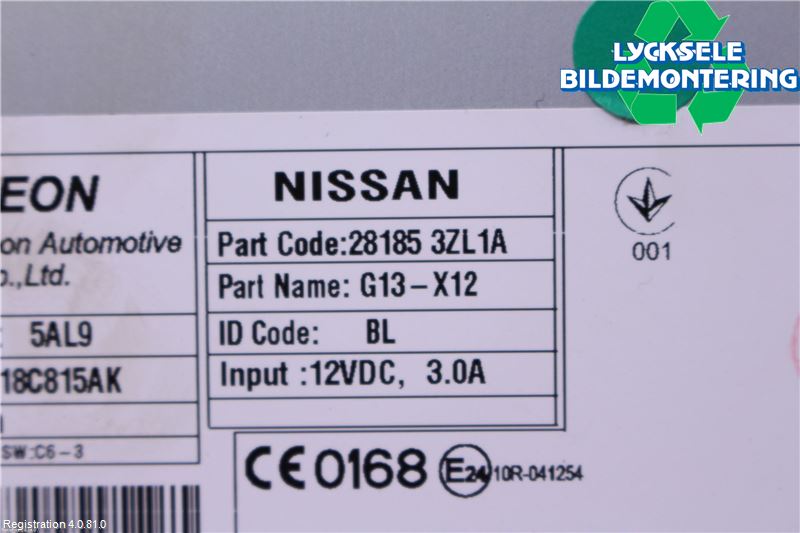 LYCKSELE
BILDEMONTERING
EON
on Automotive
o.,Ltd.
5AL9
18C815AK
SW:C6-3
NISSAN
Part Code:28185 3ZL1A
Part Name: G13-X12
ID Code: BL
Input :12VDC, 3.0A
001
CE0168 E24 10R-041254
Registration 4.0.81.0